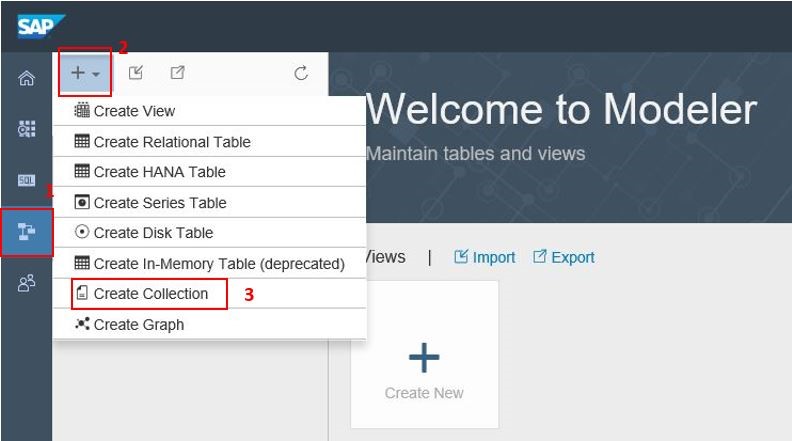 SAP
2
Welcome to Modeler
Maintain tables and views
Create View
Create Relational Table
Create HANA Table
SQL
1
Create Series Table
Create Disk Table
Create In-Memory Table (deprecated)
Create Collection 3
Create Graph
Views | Import Export
Create New